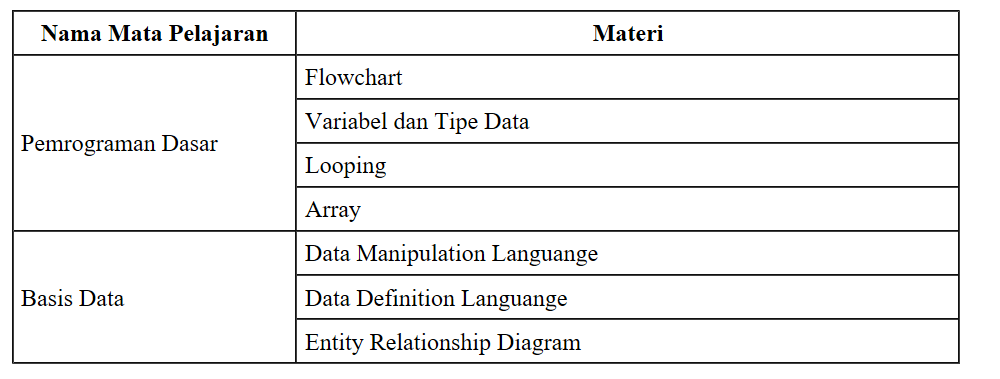 Nama Mata Pelajaran
Materi
Pemrograman Dasar
Flowchart
Variabel dan Tipe Data
Looping
Array
Basis Data
Data Manipulation Languange
Data Definition Languange
Entity Relationship Diagram